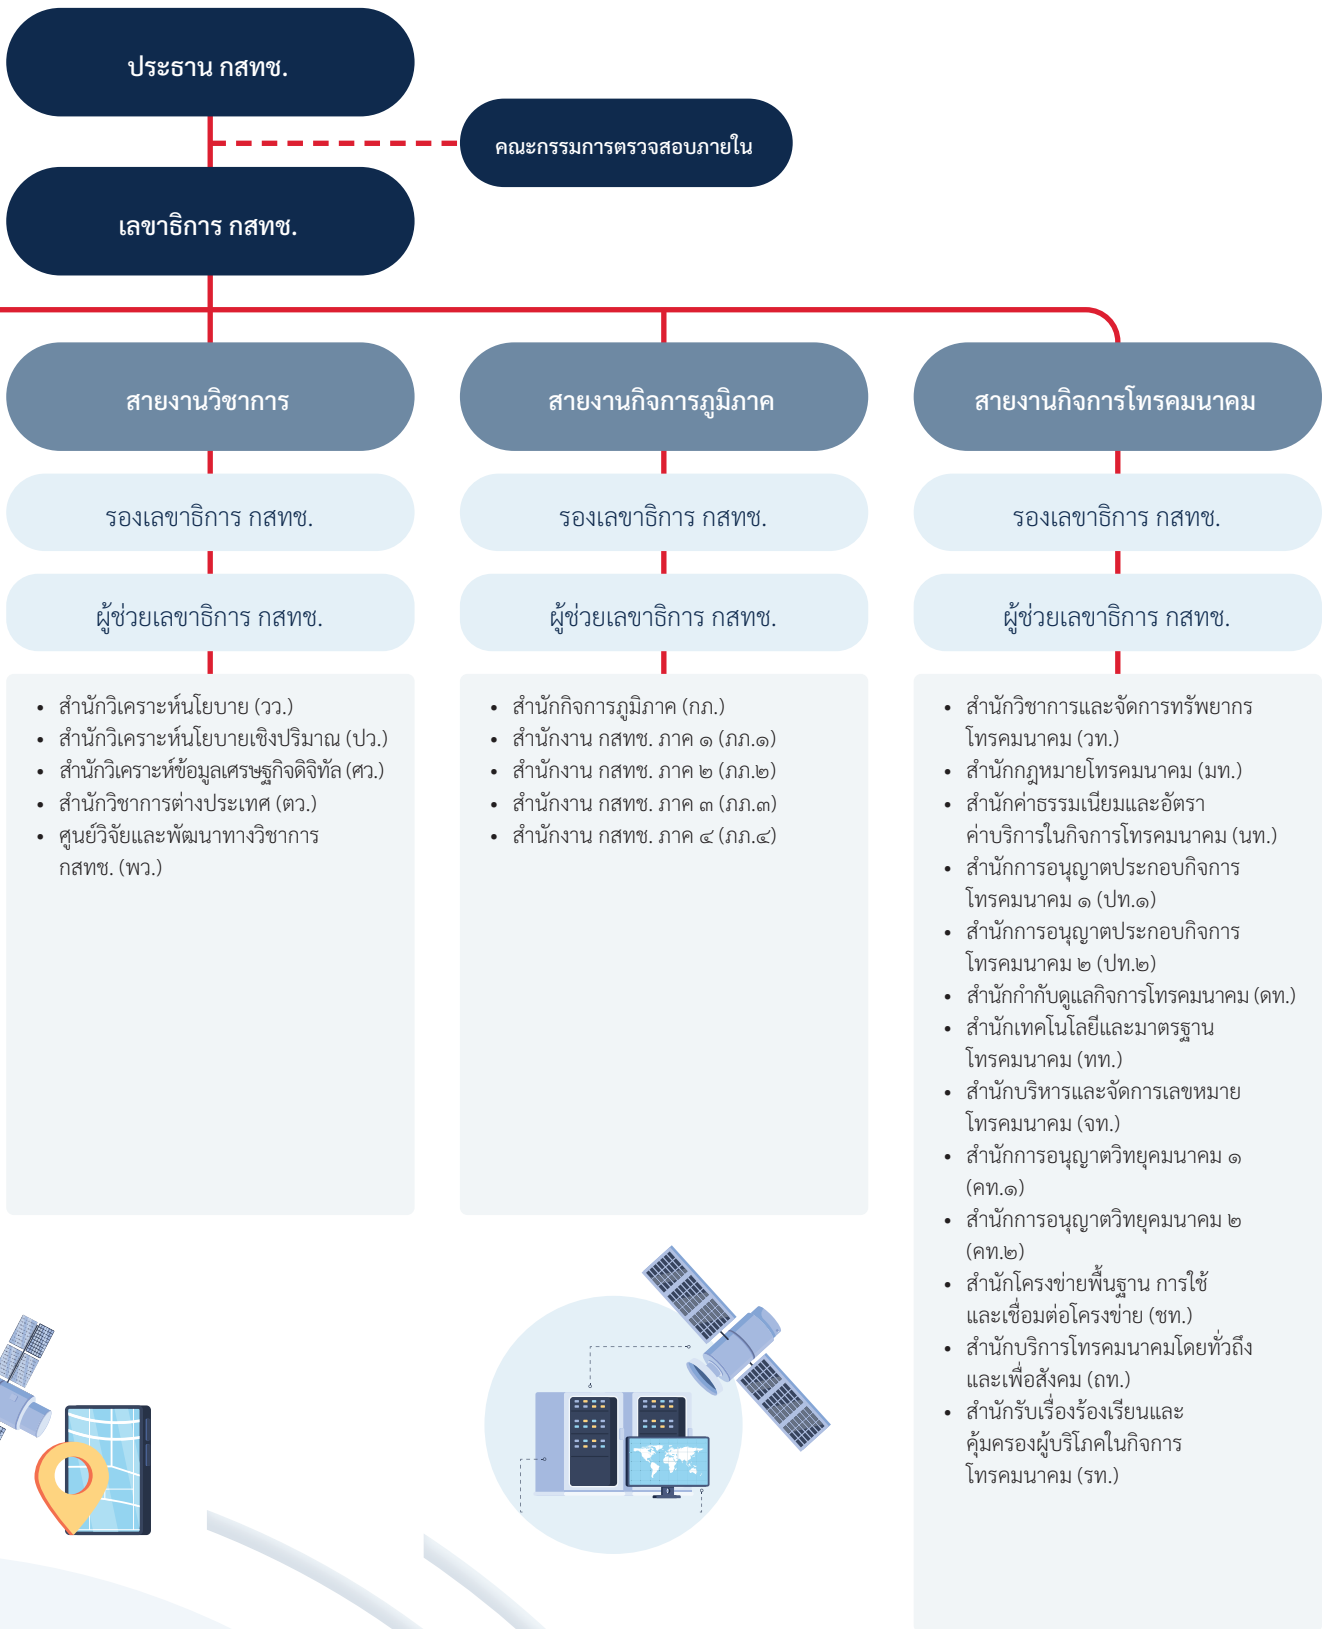 ประธาน กสทช.
คณะกรรมการตรวจสอบภายใน
เลขาธิการ กสทช.
สายงานวิชาการ
รองเลขาธิการ กสทช.
ผู้ช่วยเลขาธิการ กสทช.
• สำนักวิเคราะห์นโยบาย (วว.)
• สำนักวิเคราะห์นโยบายเชิงปริมาณ (ปว.)
• สำนักวิเคราะห์ข้อมูลเศรษฐกิจดิจิทัล (ศว.)
• สำนักวิชาการต่างประเทศ (ตว.)
• ศูนย์วิจัยและพัฒนาทางวิชาการ
กสทช. (พว.)
สายงานกิจการภูมิภาค
รองเลขาธิการ กสทช.
ผู้ช่วยเลขาธิการ กสทช.
• สำนักกิจการภูมิภาค (กภ.)
• สำนักงาน กสทช. ภาค ๑ (ภภ.๑)
• สำนักงาน กสทช. ภาค ๒ (ภภ.๒)
• สำนักงาน กสทช. ภาค ๓ (ภภ.๓)
• สำนักงาน กสทช. ภาค ๔ (ภภ.๔)
สายงานกิจการโทรคมนาคม
รองเลขาธิการ กสทช.
ผู้ช่วยเลขาธิการ กสทช.
• สำนักวิชาการและจัดการทรัพยากร
โทรคมนาคม (วท.)
• สำนักกฎหมายโทรคมนาคม (มท.)
• สำนักค่าธรรมเนียมและอัตรา
ค่าบริการในกิจการโทรคมนาคม (นท.)
• สำนักการอนุญาตประกอบกิจการ
โทรคมนาคม ๑ (ปท.๑)
• สำนักการอนุญาตประกอบกิจการ
โทรคมนาคม ๒ (ปท.๒)
• สำนักกำกับดูแลกิจการโทรคมนาคม (ดท.)
• สำนักเทคโนโลยีและมาตรฐาน
โทรคมนาคม (ทท.)
• สำนักบริหารและจัดการเลขหมาย
โทรคมนาคม (จท.)
• สำนักการอนุญาตวิทยุคมนาคม ๑
(คท.๑)
• สำนักการอนุญาตวิทยุคมนาคม ๒
(คท.๒)
• สำนักโครงข่ายพื้นฐาน การใช้
และเชื่อมต่อโครงข่าย (ชท.)
• สำนักบริการโทรคมนาคมโดยทั่วถึง
และเพื่อสังคม (ถท.)
• สำนักรับเรื่องร้องเรียนและ
คุ้มครองผู้บริโภคในกิจการ
โทรคมนาคม (รท.)